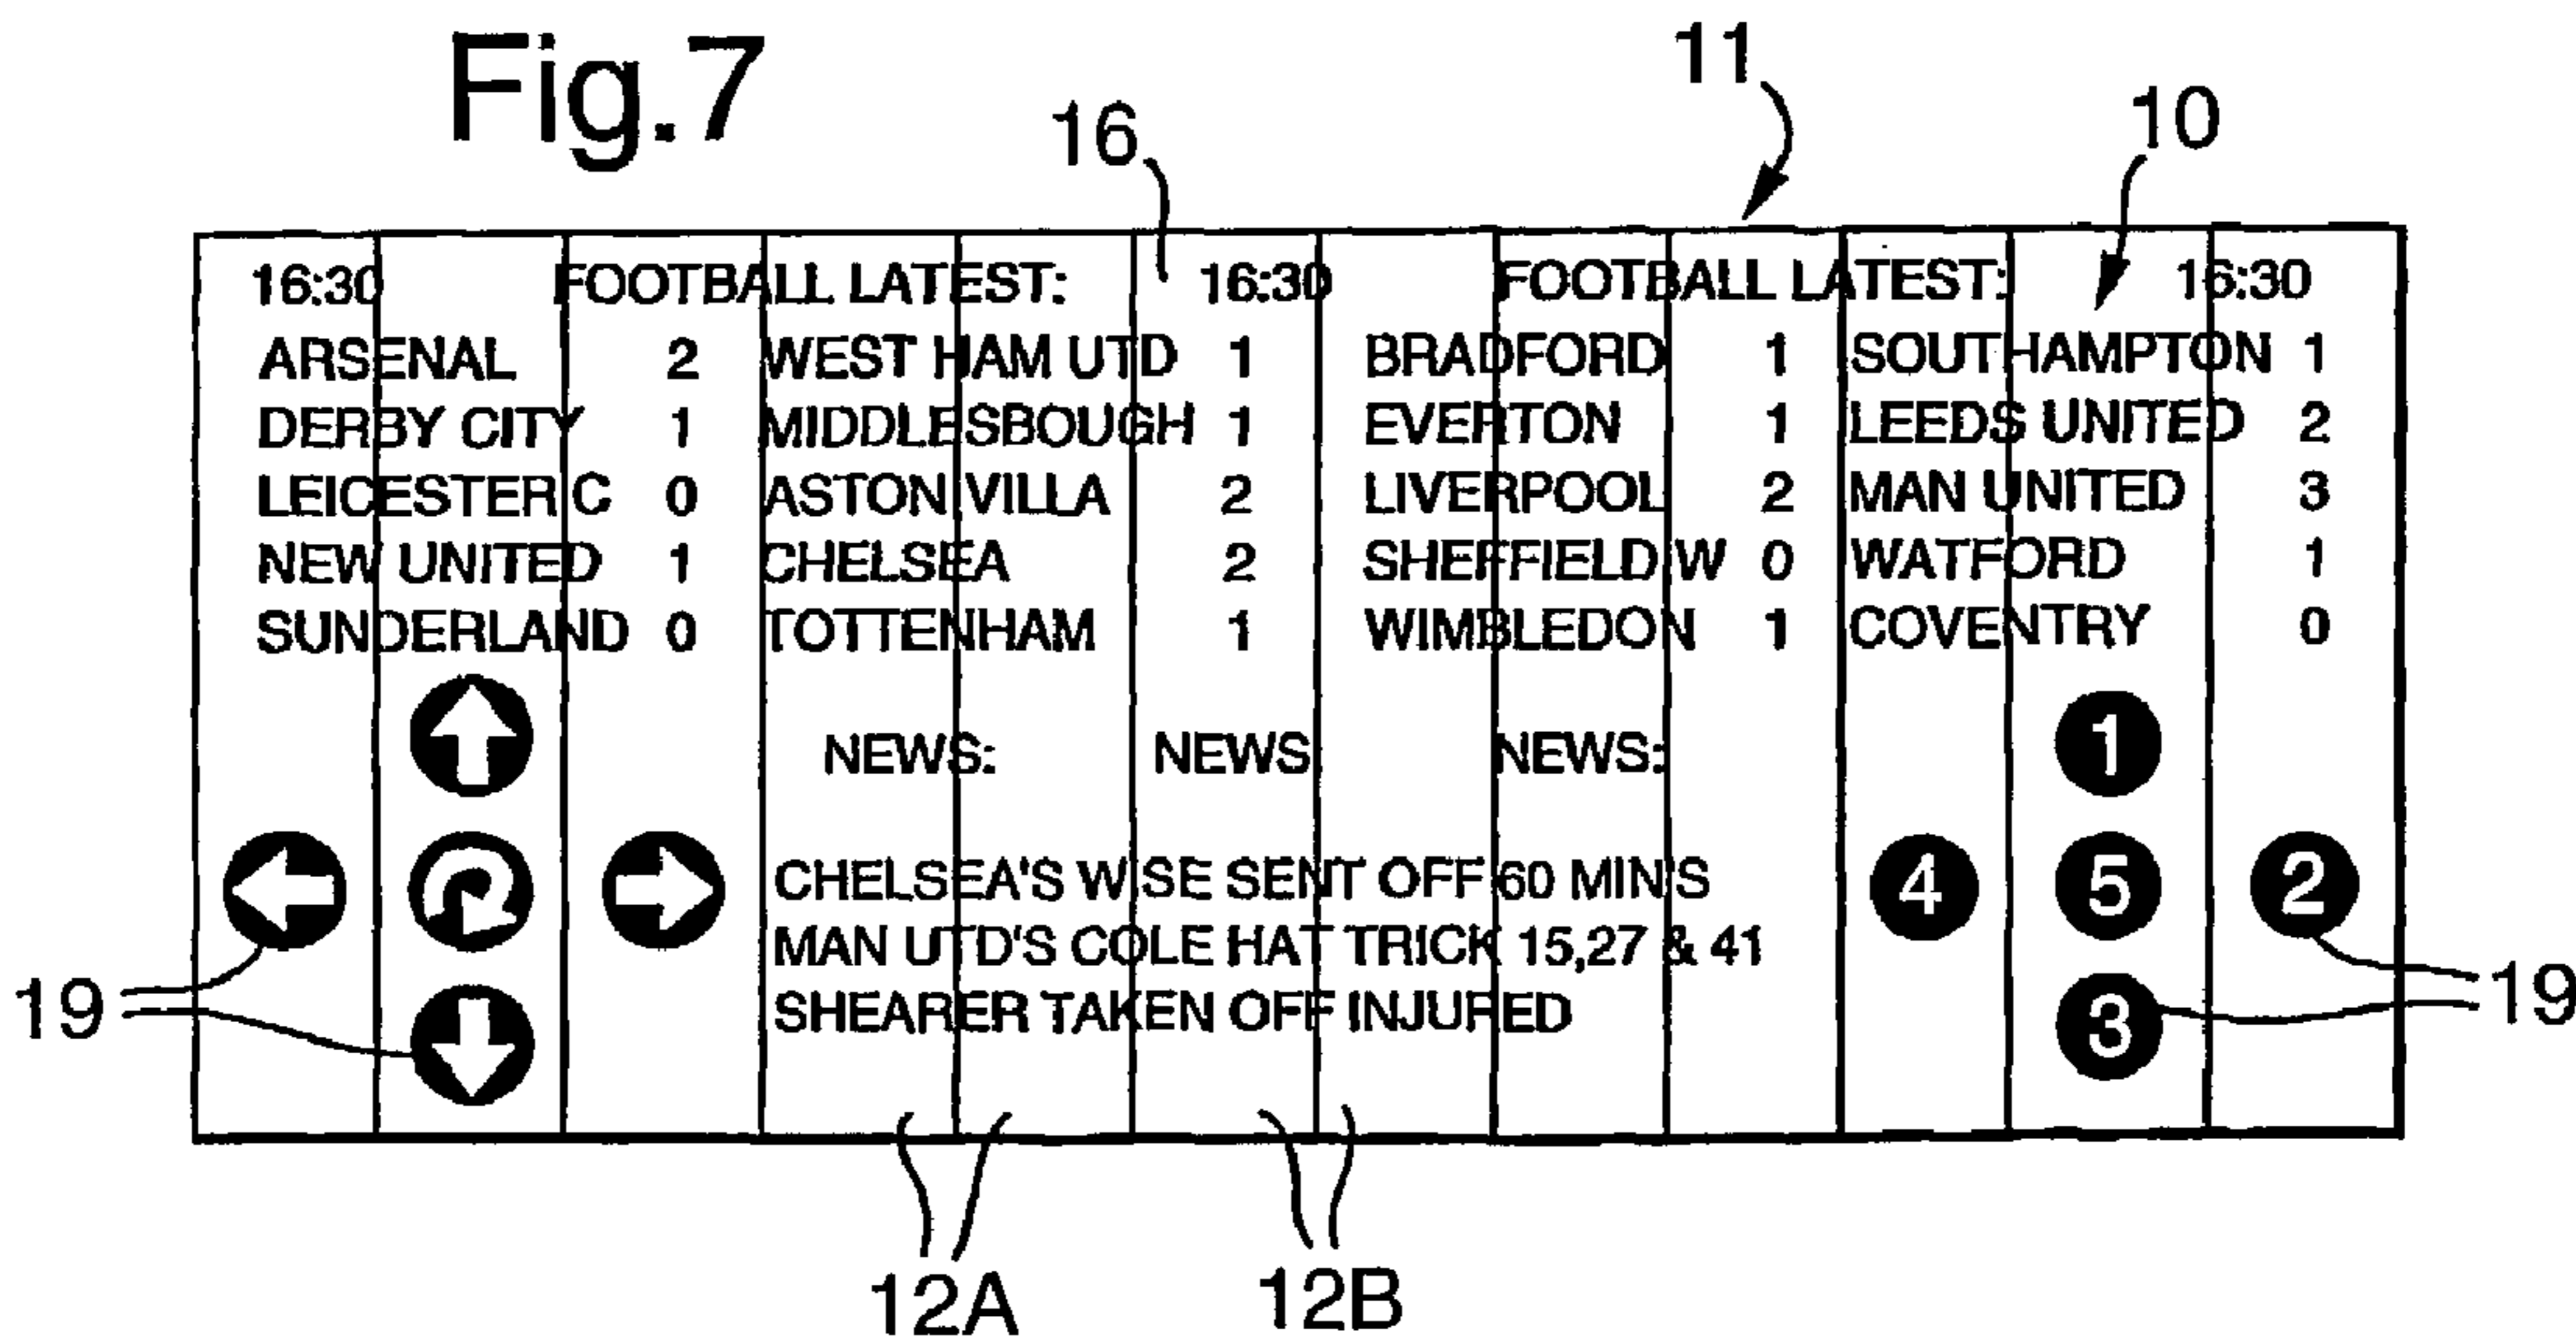 Fig.7
11
16
10
16:30 FOOTBALL LATEST: 16:30 FOOTBALL LATEST: 16:30
ARSENAL 2 WEST HAM UTD 1 BRADFORD 1 SOUTHAMPTON 1
DERBY CITY 1 MIDDLESBOUGH 1 EVERTON 1 LEEDS UNITED 2
LEICESTER C 0 ASTON VILLA 2 LIVERPOOL 2 MAN UNITED 3
NEW UNITED 1 CHELSEA 2 SHEFFIELD W 0 WATFORD 1
SUNDERLAND 0 TOTTENHAM 1 WIMBLEDON 1 COVENTRY 0
NEWS: NEWS NEWS: 1
CHELSEA'S WISE SENT OFF 60 MIN'S 4 5 2
MAN UTD'S COLE HAT TRICK 15,27 & 41
19 SHEARER TAKEN OFF INJURED 3 19
12A 12B